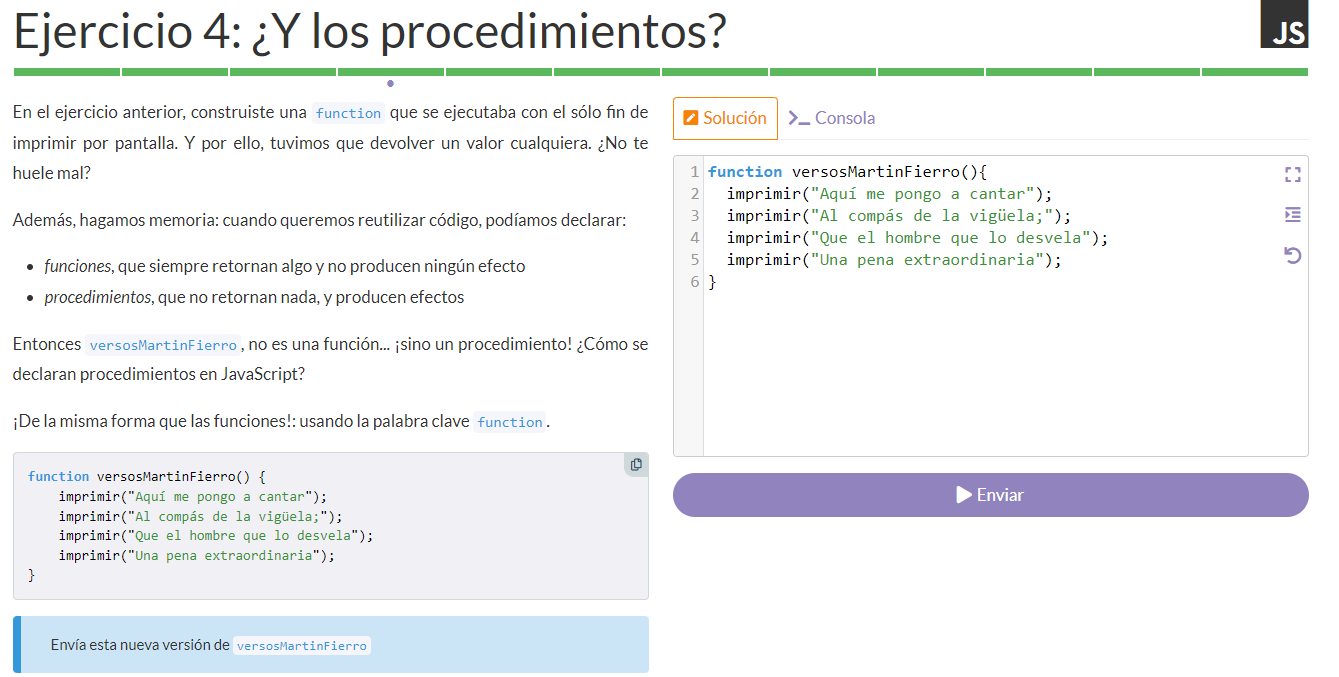 Ejercicio 4: ¿Y los procedimientos?
JS
En el ejercicio anterior, construiste una function que se ejecutaba con el sólo fin de
imprimir por pantalla. Y por ello, tuvimos que devolver un valor cualquiera. ¿No te
huele mal?
Además, hagamos memoria: cuando queremos reutilizar código, podíamos declarar:
• funciones, que siempre retornan algo y no producen ningún efecto
• procedimientos, que no retornan nada, y producen efectos
Entonces versosMartinFierro, no es una función... ¡sino un procedimiento! ¿Cómo se
declaran procedimientos en JavaScript?
¡De la misma forma que las funciones!: usando la palabra clave function.
function versosMartinFierro() {
    imprimir("Aquí me pongo a cantar");
    imprimir("Al compás de la vigüela;");
    imprimir("Que el hombre que lo desvela");
    imprimir("Una pena extraordinaria");
}
Envía esta nueva versión de versosMartinFierro
Solución >_ Consola
1 function versosMartinFierro(){
2   imprimir("Aquí me pongo a cantar");
3   imprimir("Al compás de la vigüela;");
4   imprimir("Que el hombre que lo desvela");
5   imprimir("Una pena extraordinaria");
6 }
Enviar